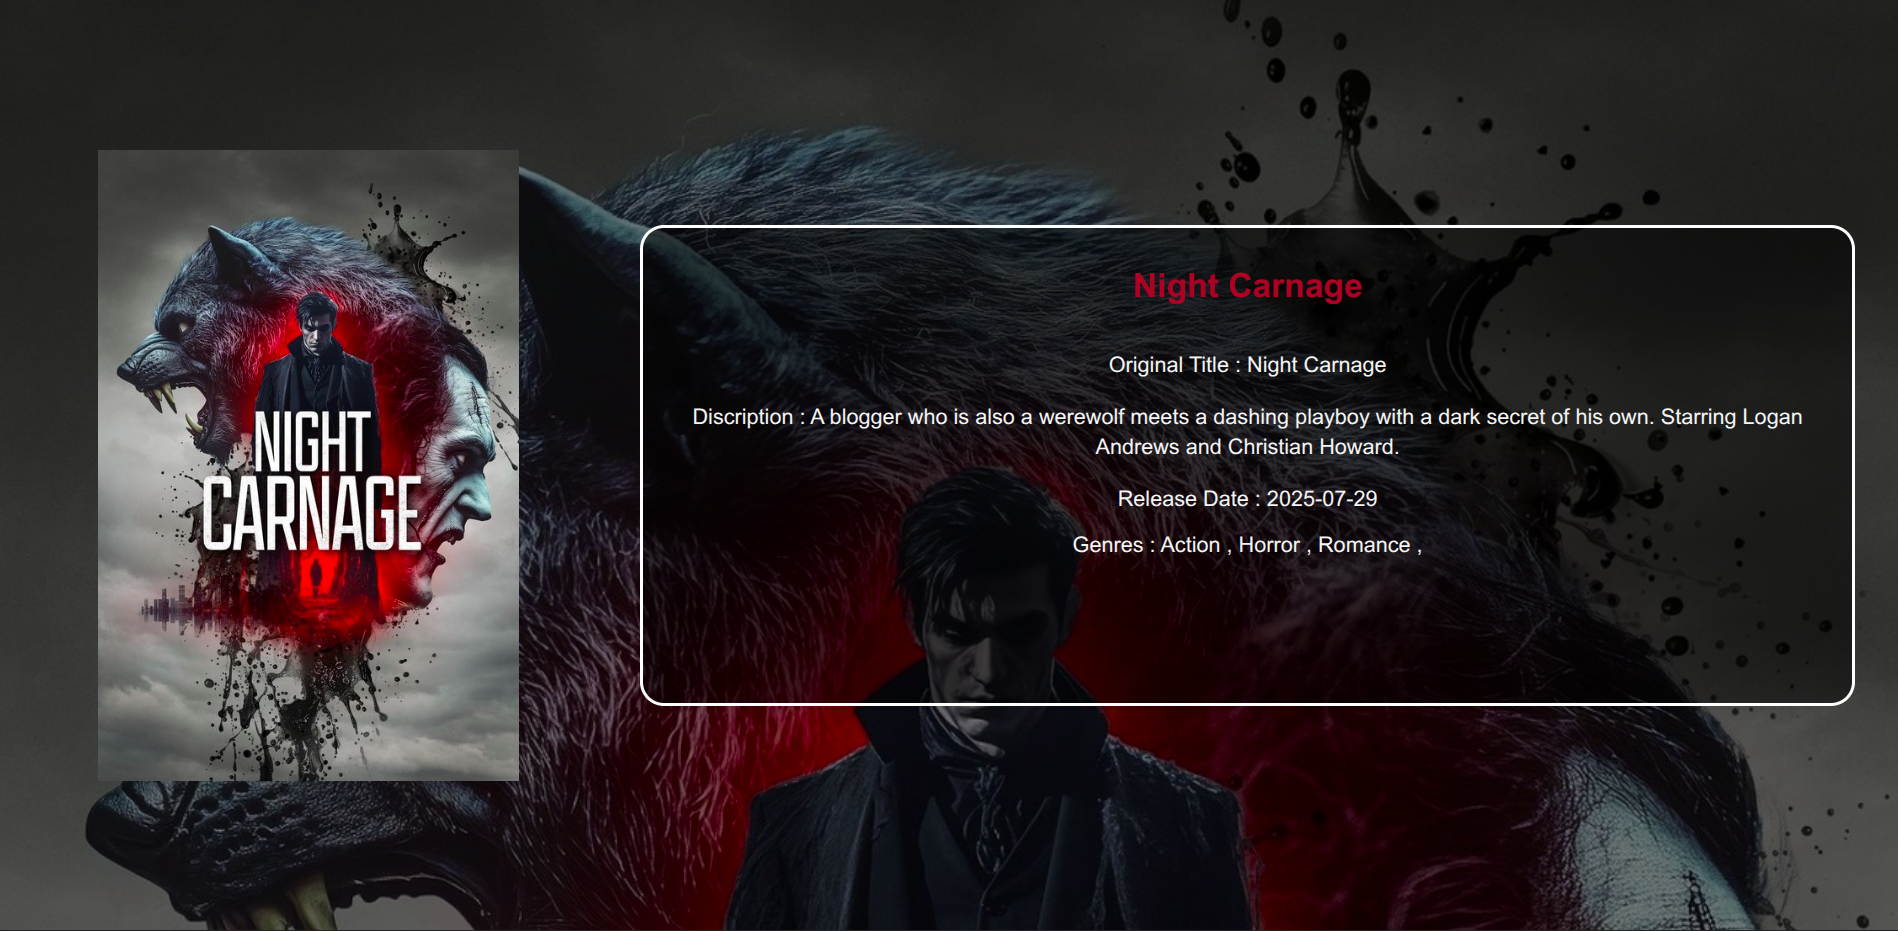 NIGHT
CARNAGE
Night Carnage
Original Title : Night Carnage
Discription : A blogger who is also a werewolf meets a dashing playboy with a dark secret of his own. Starring Logan
Andrews and Christian Howard.
Release Date : 2025-07-29
Genres : Action , Horror , Romance ,